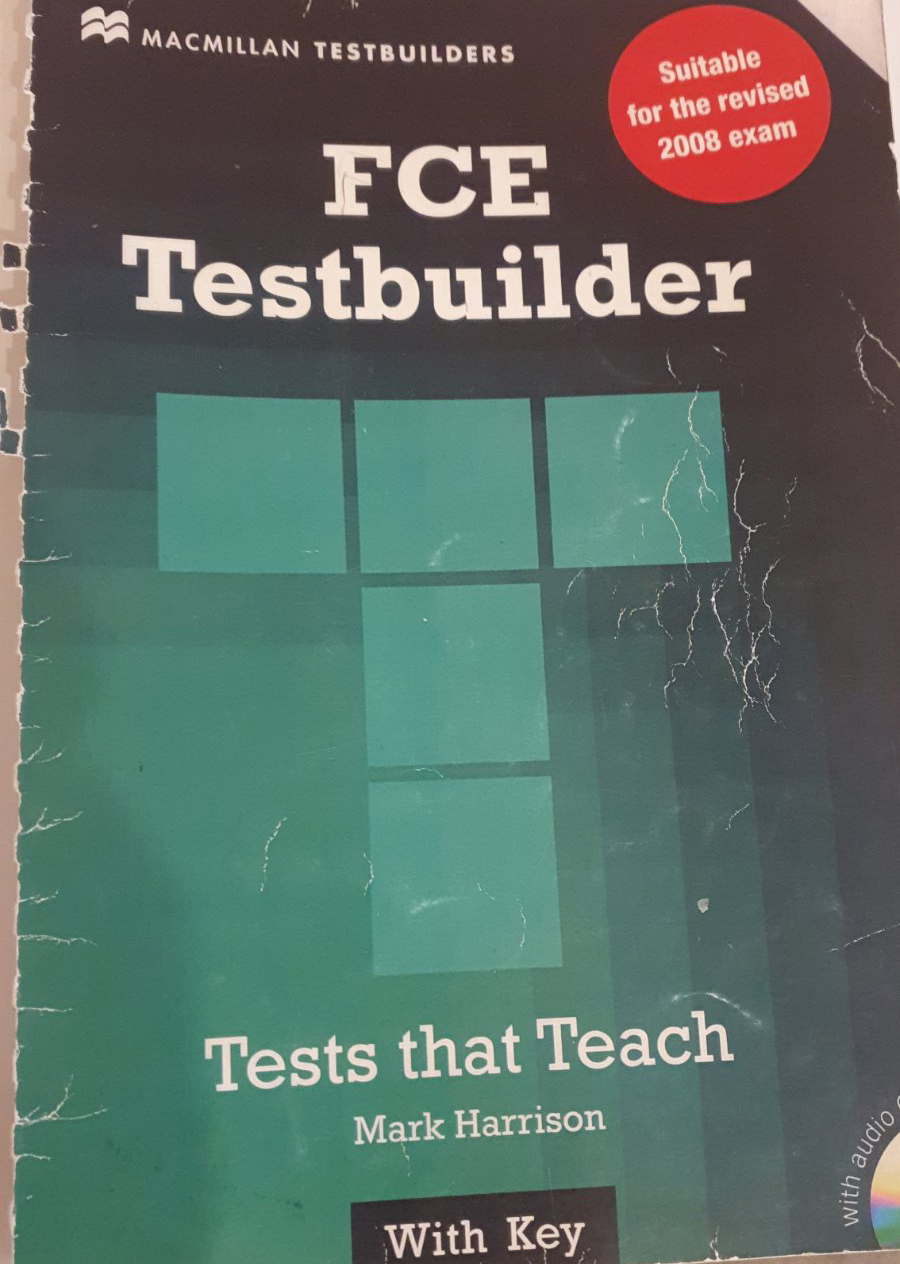 MACMILLAN TESTBUILDERS
Suitable
for the revised
2008 exam
FCE
Testbuilder
Tests that Teach
Mark Harrison
with audio
With Key